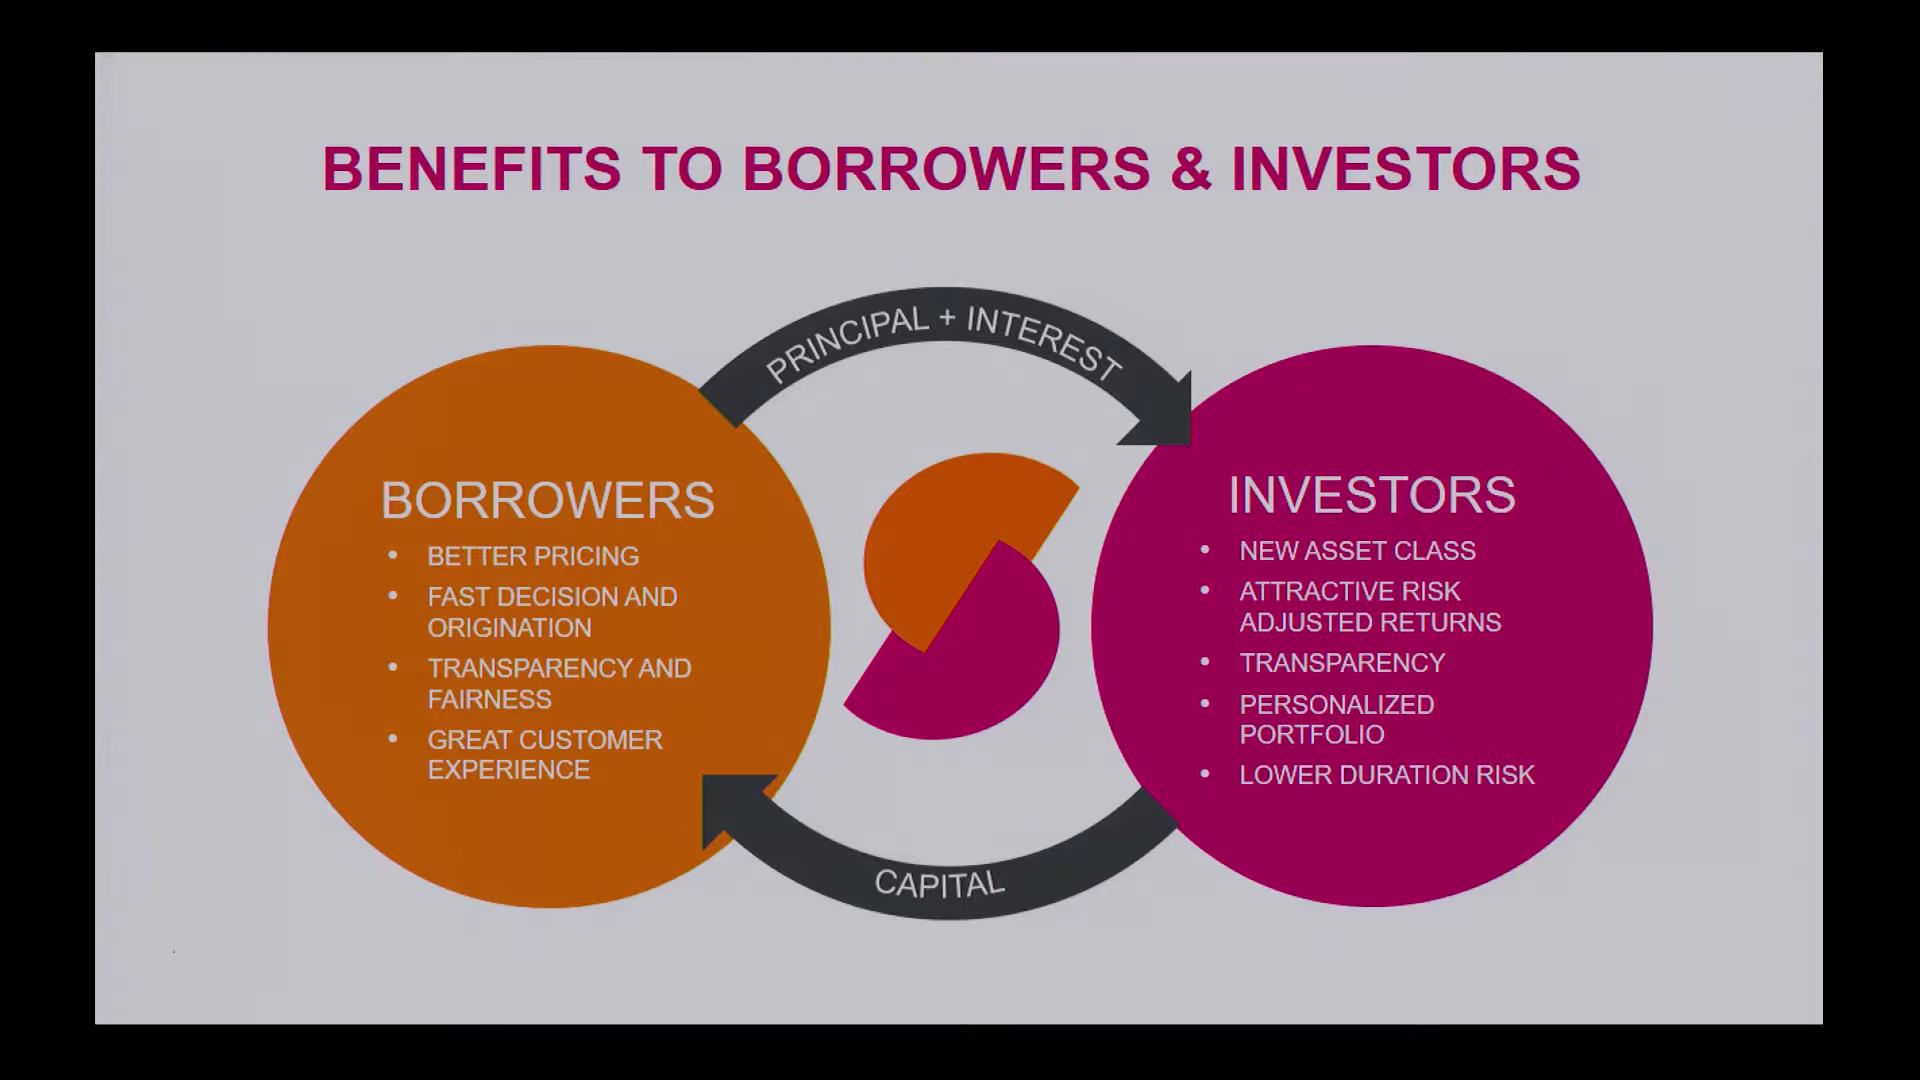 BENEFITS TO BORROWERS & INVESTORS
PRINCIPAL + INTEREST
BORROWERS
• BETTER PRICING
• FAST DECISION AND
ORIGINATION
• TRANSPARENCY AND
FAIRNESS
• GREAT CUSTOMER
EXPERIENCE
INVESTORS
• NEW ASSET CLASS
• ATTRACTIVE RISK
ADJUSTED RETURNS
• TRANSPARENCY
• PERSONALIZED
PORTFOLIO
• LOWER DURATION RISK
CAPITAL